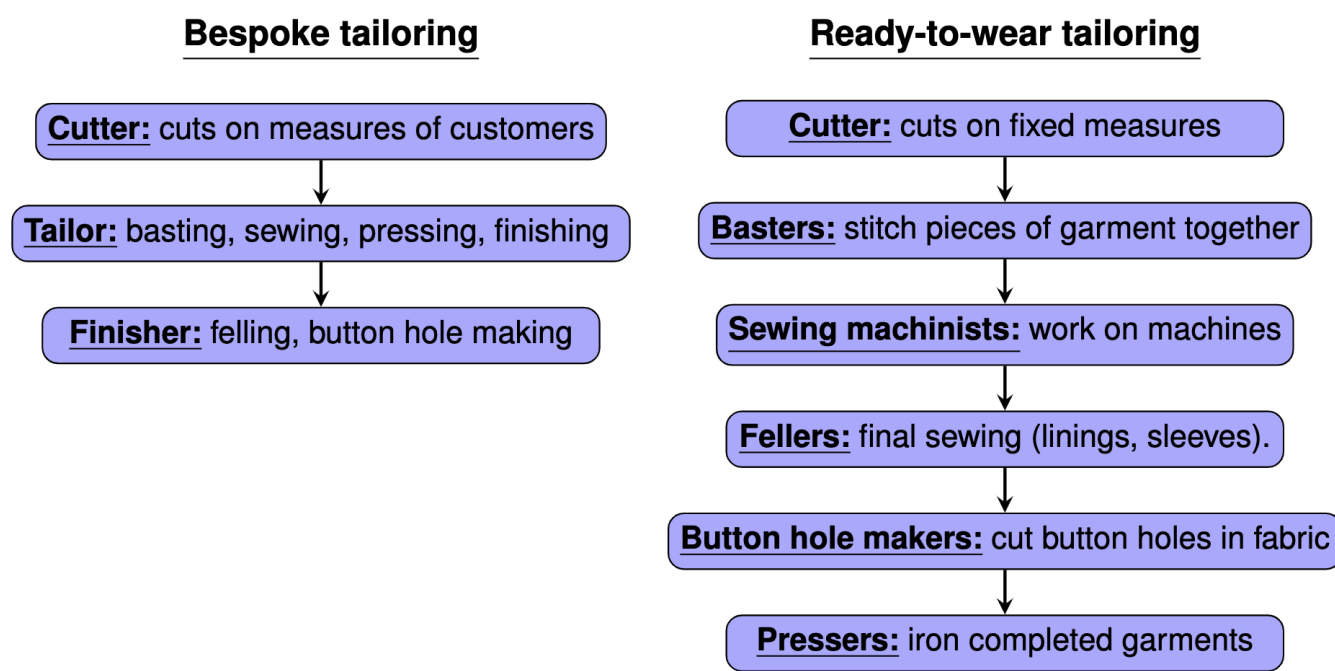 Bespoke tailoring
Cutter: cuts on measures of customers
Tailor: basting, sewing, pressing, finishing
Finisher: felling, button hole making
Ready-to-wear tailoring
Cutter: cuts on fixed measures
Basters: stitch pieces of garment together
Sewing machinists: work on machines
Fellers: final sewing (linings, sleeves).
Button hole makers: cut button holes in fabric
Pressers: iron completed garments